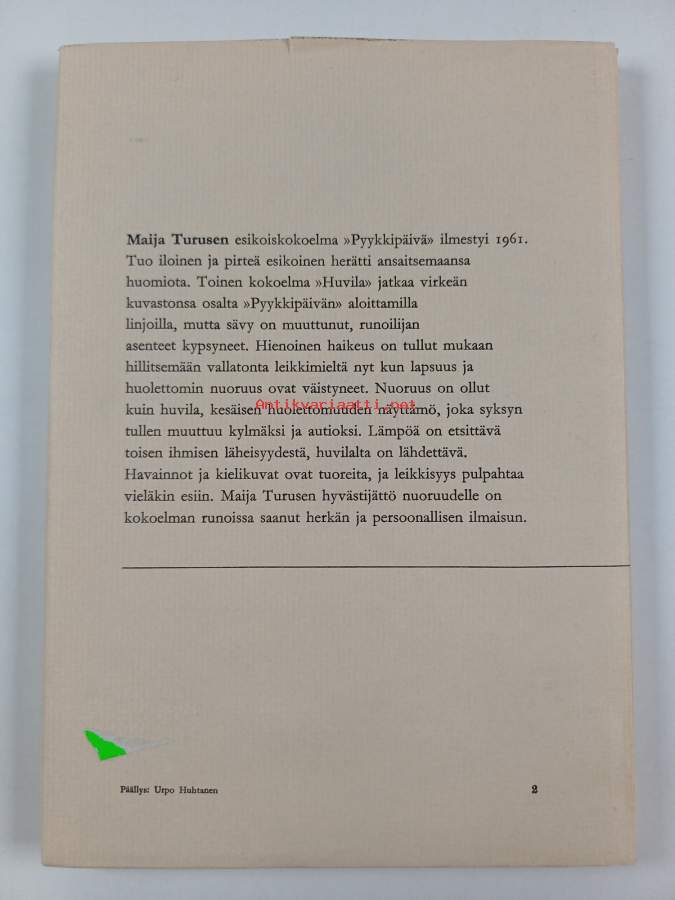 Maija Turusen esikoiskokoelma »Pyykkipäivä» ilmestyi 1961.
Tuo iloinen ja pirteä esikoinen herätti ansaitsemaansa
huomiota. Toinen kokoelma »Huvila» jatkaa virkeän
kuvastonsa osalta »Pyykkipäivän» aloittamilla
linjoilla, mutta sävy on muuttunut, runoilijan
asenteet kypsyneet. Hienoinen haikeus on tullut mukaan
hillitsemään vallatonta leikkimieltä nyt kun lapsuus ja
huolettomin nuoruus ovat väistyneet. Nuoruus on ollut
kuin huvila, kesäisen huolettomuuden näyttämö, joka syksyn
Antikvariaatti.net
tullen muuttuu kylmäksi ja autioksi. Lämpöä on etsittävä
toisen ihmisen läheisyydestä, huvilalta on lähdettävä.
Havainnot ja kielikuvat ovat tuoreita, ja leikkisyys pulpahtaa
vieläkin esiin. Maija Turusen hyvästijättö nuoruudelle on
kokoelman runoissa saanut herkän ja persoonallisen ilmaisun.
Päällys: Urpo Huhtanen
2